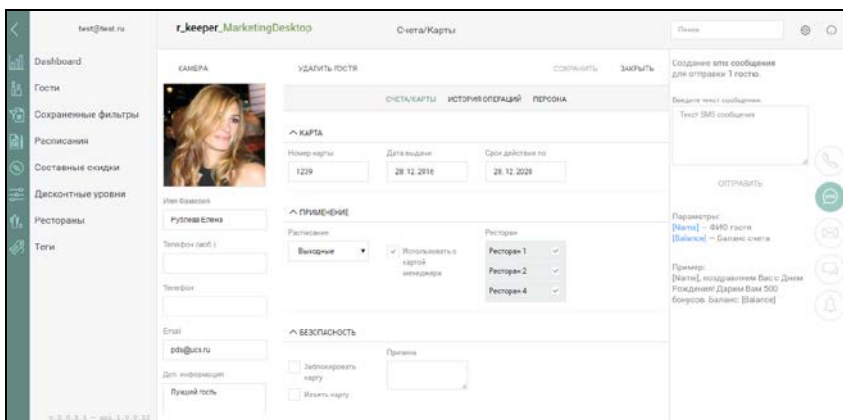 test@test.ru
Dashboard
Гости
Сохраненные фильтры
Расписания
Составные скидки
Дисконтные уровни
Рестораны
Теги
r_keeper_MarketingDesktop
Счета/Карты
Поиск
КАМЕРА
УДАЛИТЬ ГОСТЯ
СОХРАНИТЬ
ЗАКРЫТЬ
СЧЕТА/КАРТЫ
ИСТОРИЯ ОПЕРАЦИЙ
ПЕРСОНА
Имя Фамилия
Рублева Елена
Телефон (моб.)
Телефон
Email
pds@ucs.ru
Доп. информация
Лучший гость
КАРТА
Номер карты
Дата выдачи
Срок действия по
1239
28.12.2016
28.12.2020
ПРИМЕНЕНИЕ
Расписание
Ресторан
Выходные
Использовать с
картой
менеджера
Ресторан 1
Ресторан 2
Ресторан 4
БЕЗОПАСНОСТЬ
Заблокировать
карту
Изъять карту
Причина
Создание sms сообщения
для отправки 1 гостю.
Введите текст сообщения:
Текст SMS сообщения
ОТПРАВИТЬ
Параметры:
[Name] – ФИО гостя
[Balance] – Баланс счета
Пример:
[Name], поздравляем Вас с Днем
Рождения! Дарим Вам 500
бонусов. Баланс: [Balance]